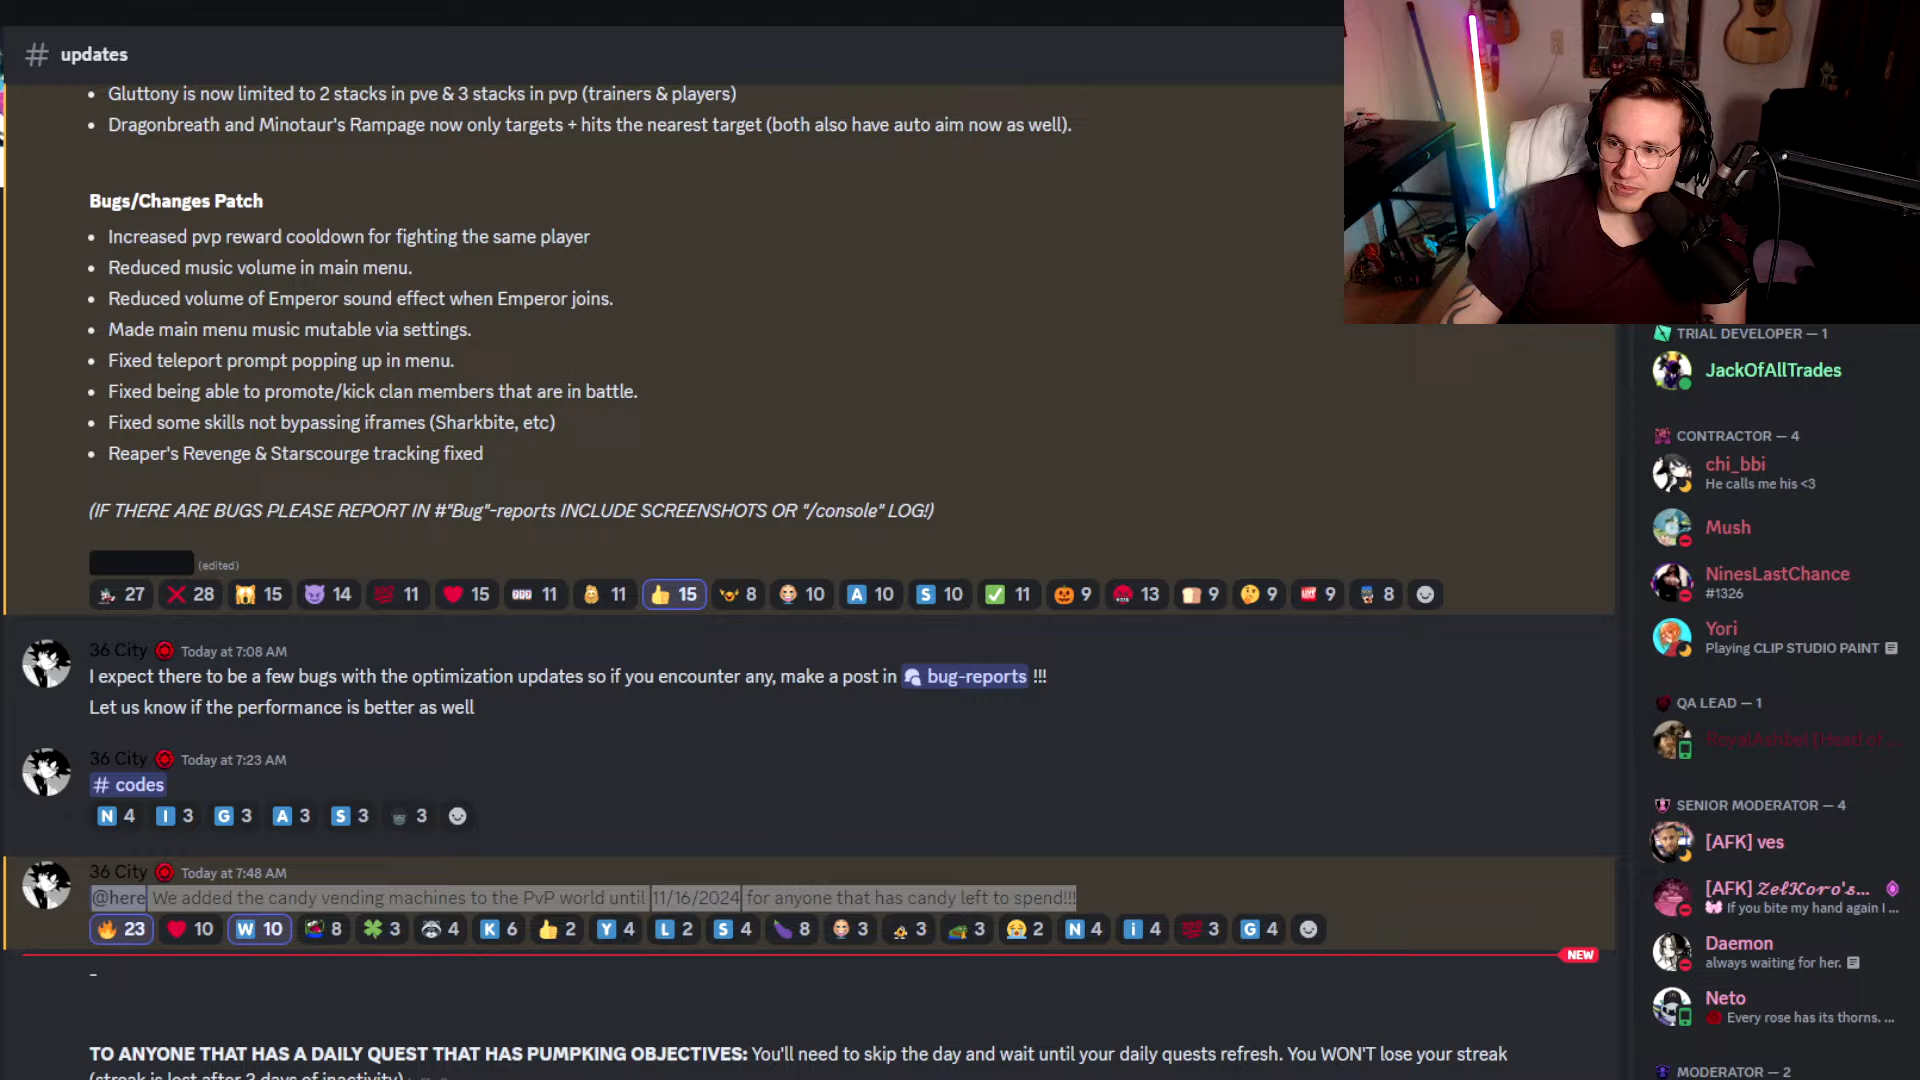 # updates
• Gluttony is now limited to 2 stacks in pve & 3 stacks in pvp (trainers & players)
• Dragonbreath and Minotaur's Rampage now only targets + hits the nearest target (both also have auto aim now as well).
Bugs/Changes Patch
• Increased pvp reward cooldown for fighting the same player
• Reduced music volume in main menu.
• Reduced volume of Emperor sound effect when Emperor joins.
• Made main menu music mutable via settings.
• Fixed teleport prompt popping up in menu.
• Fixed being able to promote/kick clan members that are in battle.
• Fixed some skills not bypassing iframes (Sharkbite, etc)
• Reaper's Revenge & Starscourge tracking fixed
(IF THERE ARE BUGS PLEASE REPORT IN #"Bug"-reports INCLUDE SCREENSHOTS OR "/console" LOG!)
(edited)
27 28 15 14 11 15 11 11 15 8 10 A 10 S 10 11 9 13 9 9 9 8
36 City Today at 7:08 AM
I expect there to be a few bugs with the optimization updates so if you encounter any, make a post in bug-reports !!!
Let us know if the performance is better as well
36 City Today at 7:23 AM
# codes
N 4 I 3 G 3 A 3 S 3 3
36 City Today at 7:48 AM
@here We added the candy vending machines to the PvP world until 11/16/2024 for anyone that has candy left to spend!!!
23 10 W 10 8 3 4 K 6 2 Y 4 L 2 S 4 8 3 3 3 2 N 4 i 4 3 G 4
NEW
-
TO ANYONE THAT HAS A DAILY QUEST THAT HAS PUMPKING OBJECTIVES: You'll need to skip the day and wait until your daily quests refresh. You WON'T lose your streak
(streak is lost after 2 days of inactivity)
TRIAL DEVELOPER — 1
JackOfAllTrades
CONTRACTOR — 4
chi_bbi
He calls me his <3
Mush
NinesLastChance
#1326
Yori
Playing CLIP STUDIO PAINT
QA LEAD — 1
RoyalAshbel [Head of ...
SENIOR MODERATOR — 4
[AFK] ves
[AFK] ZelKoro's...
If you bite my hand again I ...
Daemon
always waiting for her.
Neto
Every rose has its thorns. ...
MODERATOR — 2